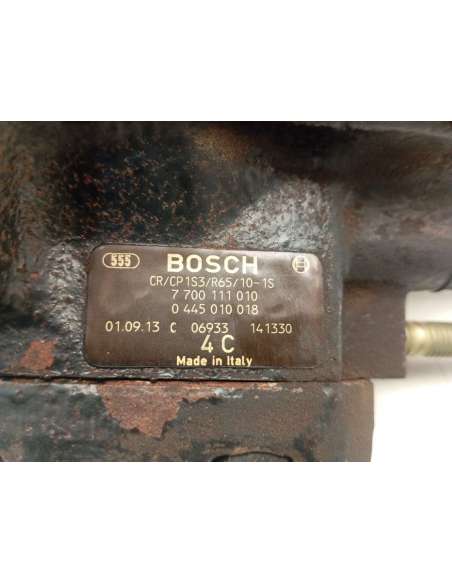 555 BOSCH
CR/CP1S3/R65/10-1S
7 700 111 010
0 445 010 018
01.09.13 C 06933 141330
4 C
Made in Italy